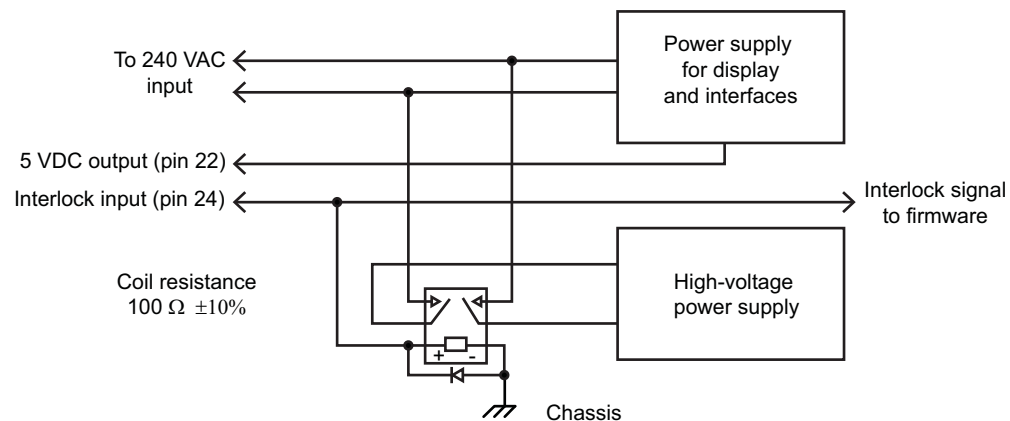 To 240 VAC
input
Power supply
for display
and interfaces
5 VDC output (pin 22)
Interlock input (pin 24)
Interlock signal
to firmware
Coil resistance
100 Ω ±10%
High-voltage
power supply
+ -
Chassis